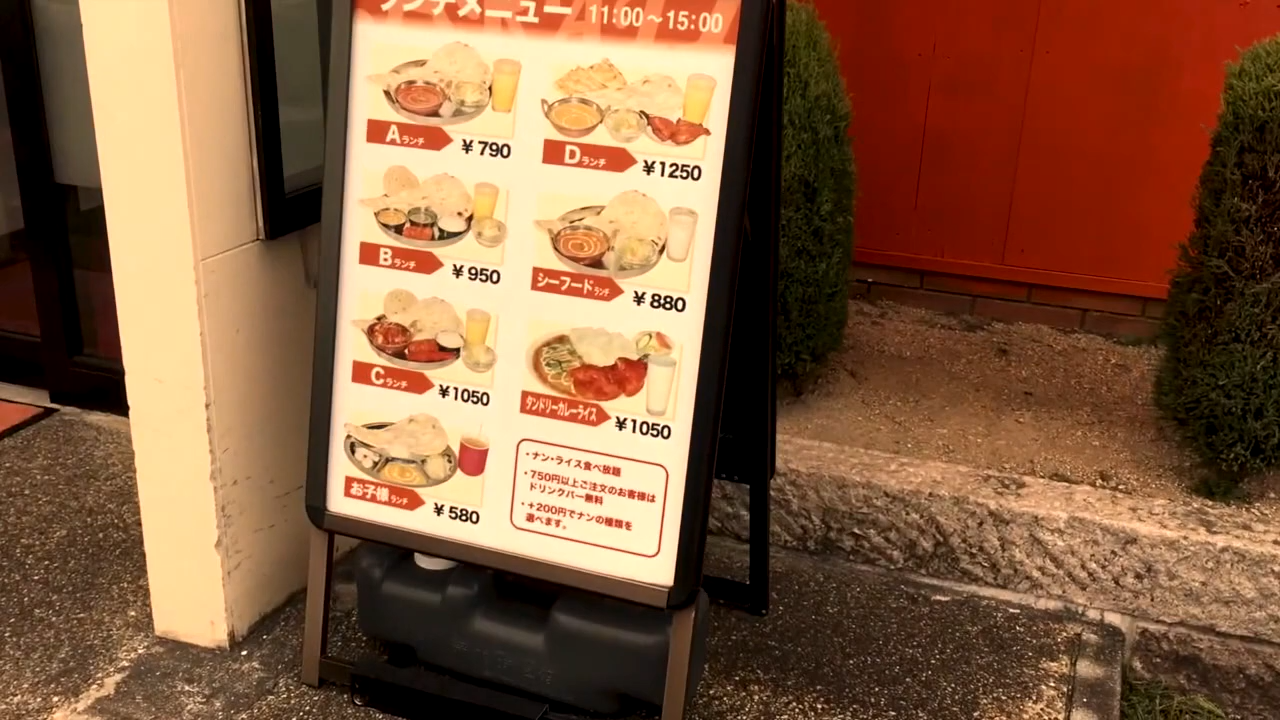 ランチメニュー 11:00～15:00
Aランチ ¥790
Dランチ ¥1250
Bランチ ¥950
シーフードランチ ¥880
Cランチ ¥1050
タンドリーカレーライス ¥1050
お子様ランチ ¥580
・ナン・ライス食べ放題
・750円以上ご注文のお客様は
ドリンクバー無料
・+200円でナンの種類を
選べます。